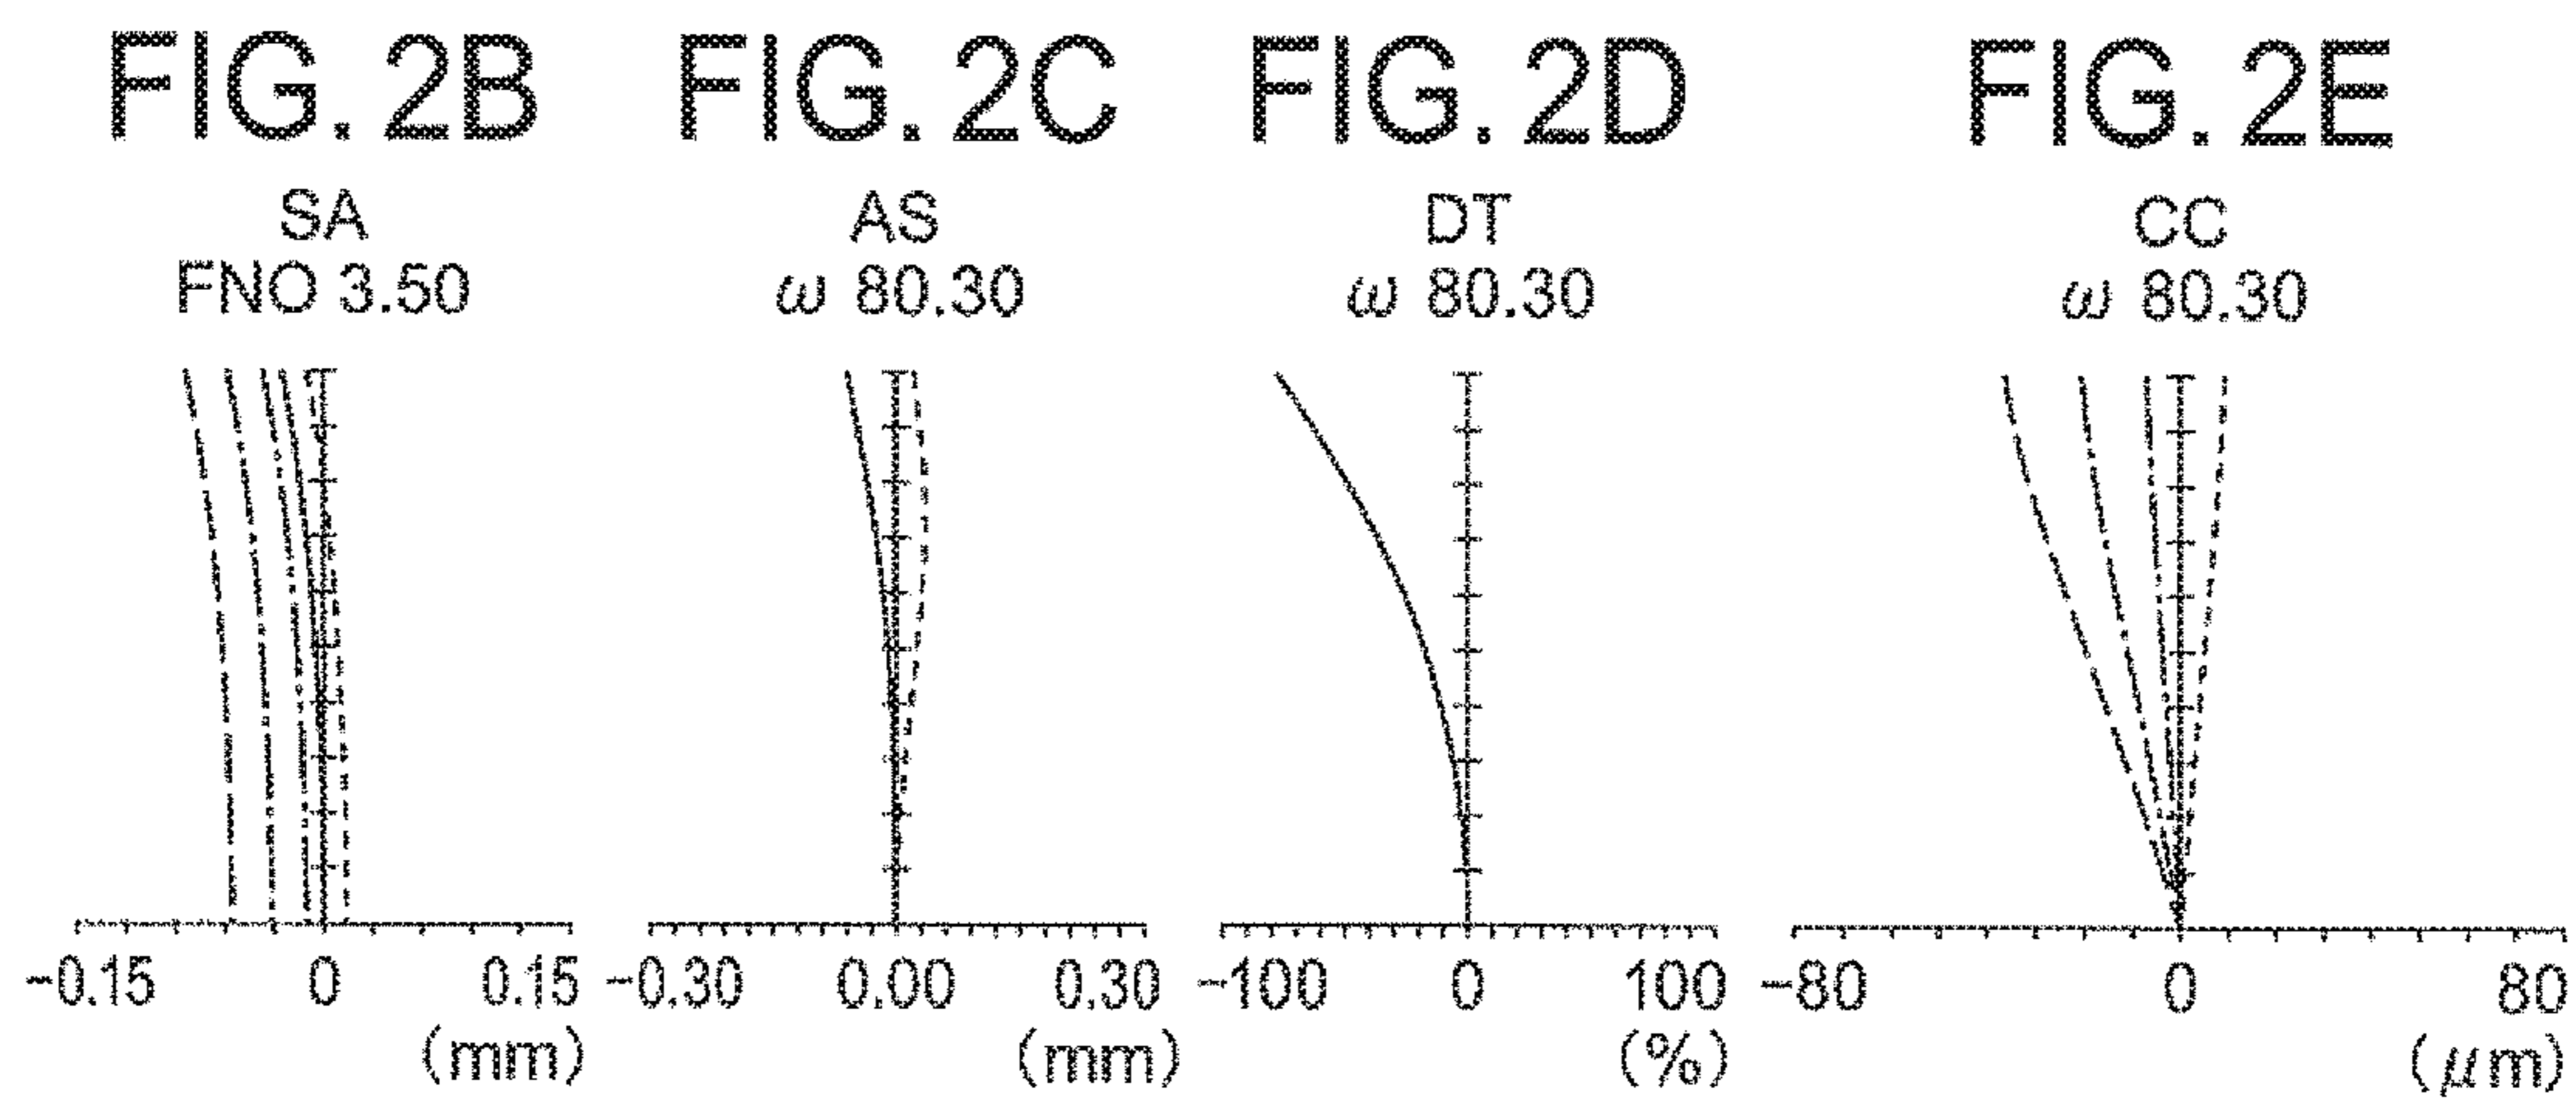 FIG. 2B FIG. 2C FIG. 2D FIG. 2E
SA AS DT CC
FNO 3.50 ω 80.30 ω 80.30 ω 80.30
-0.15 0 0.15 -0.30 0.00 0.30 -100 0 100 -80 0 80
(mm) (mm) (%) (μm)